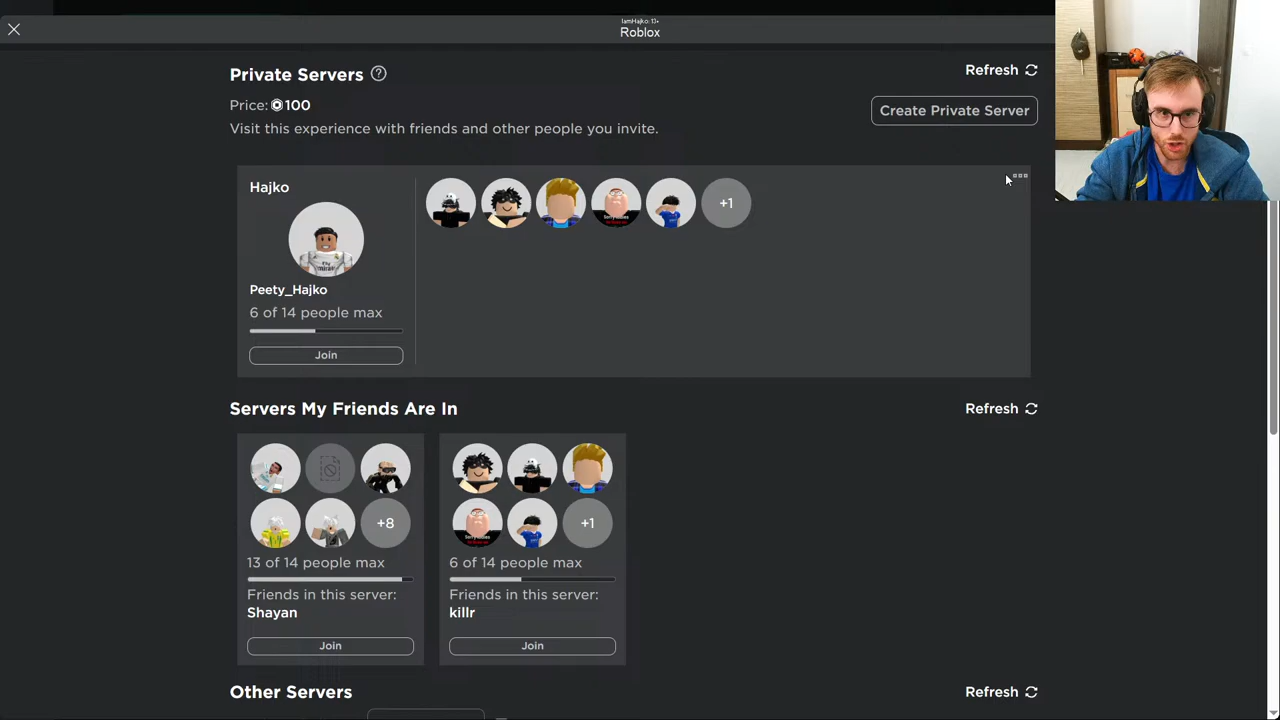 IamHajko: 13+
Roblox
Private Servers
Refresh
Price: 100
Create Private Server
Visit this experience with friends and other people you invite.
Hajko
+1
Peety_Hajko
6 of 14 people max
Join
Servers My Friends Are In
Refresh
+8
+1
13 of 14 people max
6 of 14 people max
Friends in this server:
Shayan
Friends in this server:
killr
Join
Join
Other Servers
Refresh